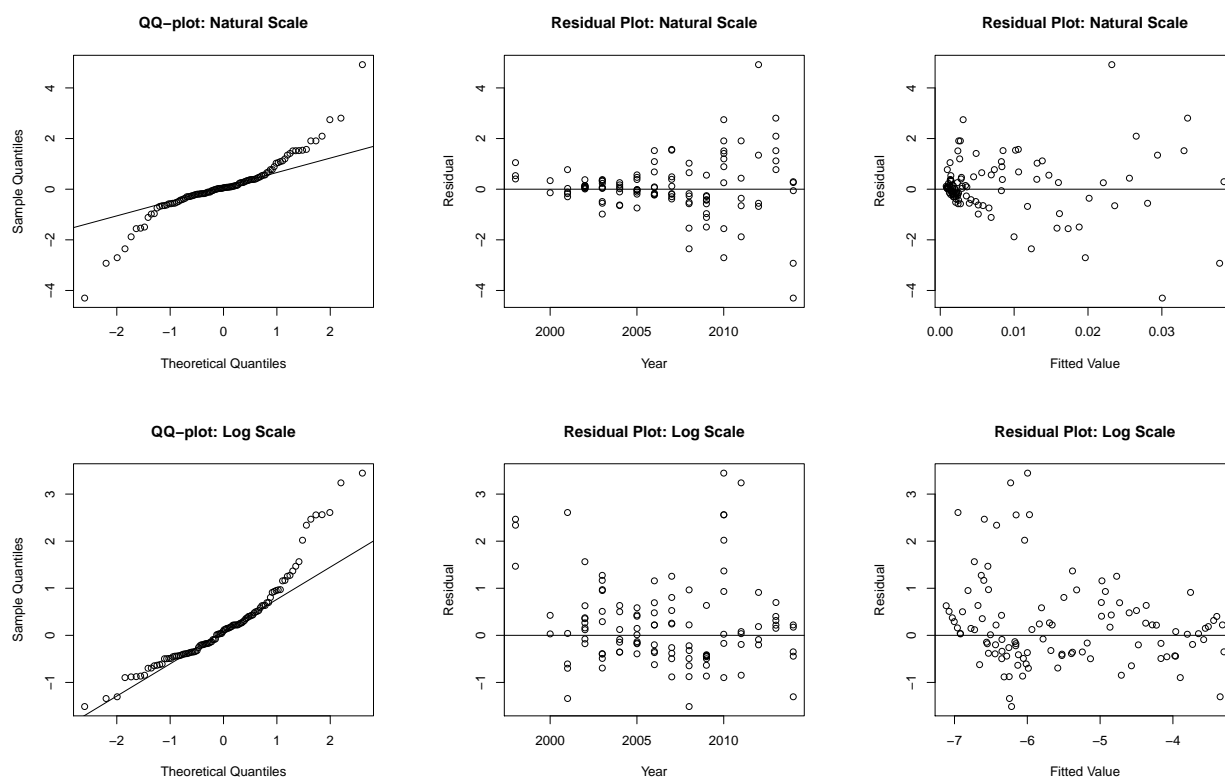 QQ−plot: Natural Scale
Sample Quantiles
4
2
0
−2
−4
−2 −1 0 1 2
Theoretical Quantiles
Residual Plot: Natural Scale
Residual
4
2
0
−2
−4
2000 2005 2010
Year
Residual Plot: Natural Scale
Residual
4
2
0
−2
−4
0.00 0.01 0.02 0.03
Fitted Value
QQ−plot: Log Scale
Sample Quantiles
3
2
1
0
−1
−2 −1 0 1 2
Theoretical Quantiles
Residual Plot: Log Scale
Residual
3
2
1
0
−1
2000 2005 2010
Year
Residual Plot: Log Scale
Residual
3
2
1
0
−1
−7 −6 −5 −4
Fitted Value